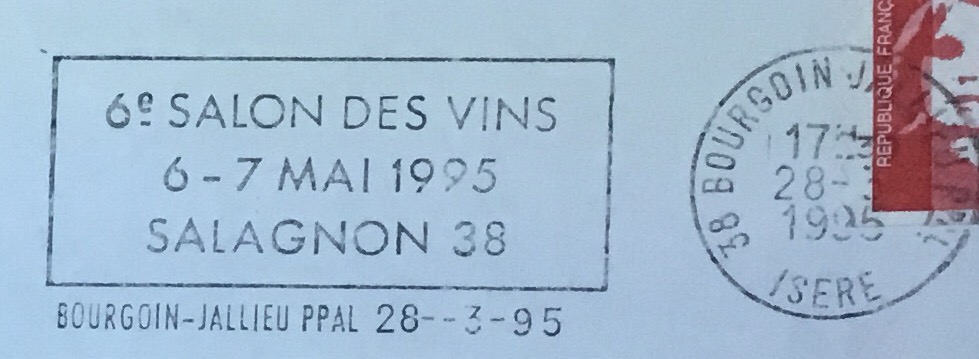 6e SALON DES VINS
6-7 MAI 1995
SALAGNON 38
BOURGOIN-JALLIEU PPAL 28--3-95
38 BOURGOIN
17
28-
1995
ISERE
REPUBLIQUE